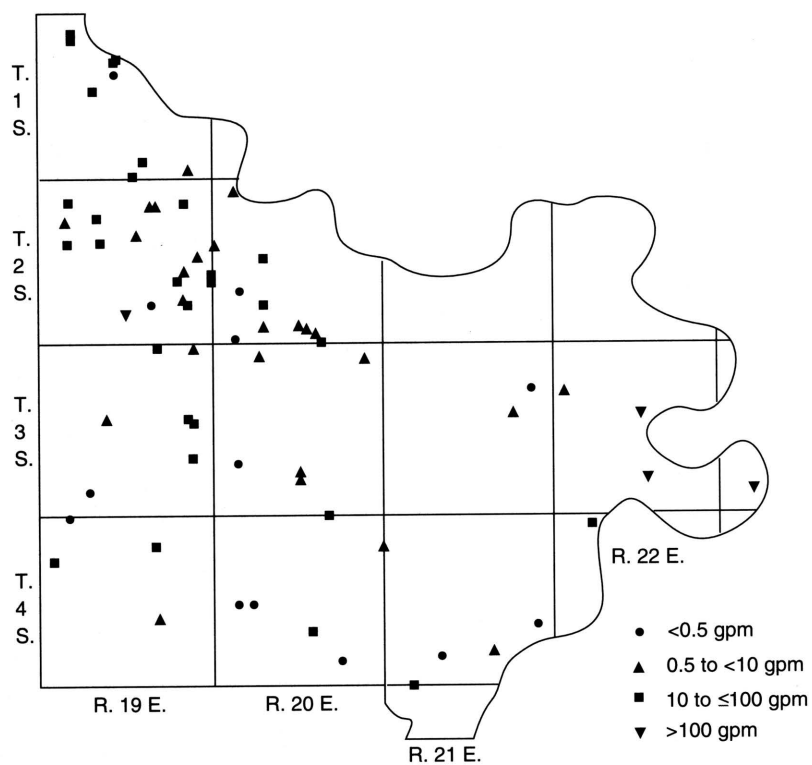 T.
1
S.
T.
2
S.
T.
3
S.
T.
4
S.
R. 19 E.
R. 20 E.
R. 21 E.
R. 22 E.
<0.5 gpm
0.5 to <10 gpm
10 to ≤100 gpm
>100 gpm